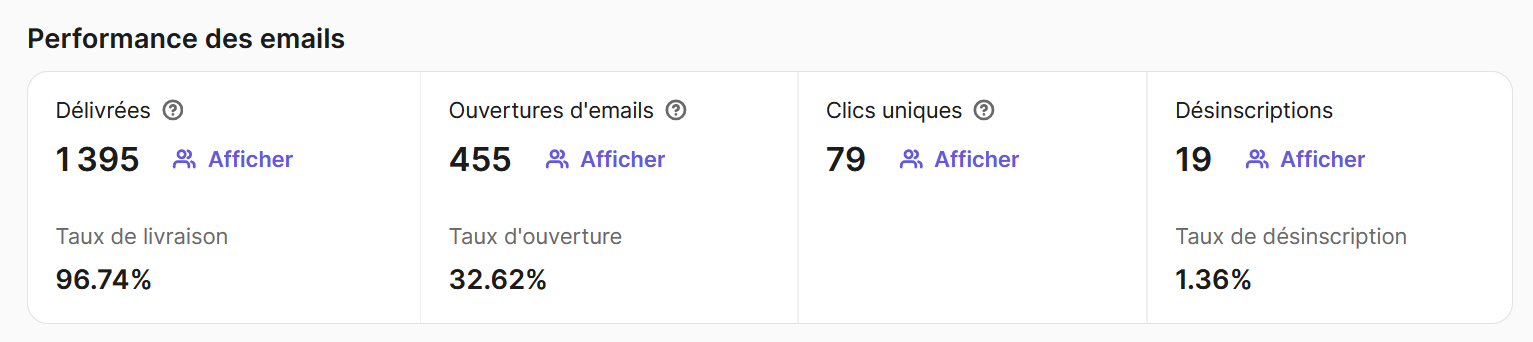 Performance des emails
Délivrées
Ouvertures d'emails
Clics uniques
Désinscriptions
1 395 Afficher
455 Afficher
79 Afficher
19 Afficher
Taux de livraison
Taux d'ouverture
Taux de désinscription
96.74%
32.62%
1.36%